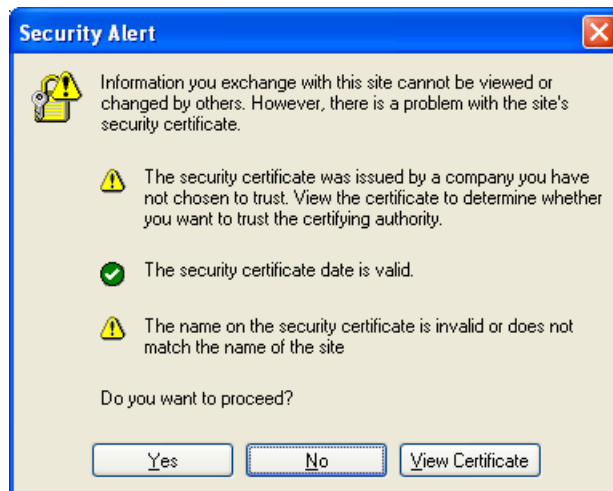 Security Alert
Information you exchange with this site cannot be viewed or
changed by others. However, there is a problem with the site's
security certificate.
The security certificate was issued by a company you have
not chosen to trust. View the certificate to determine whether
you want to trust the certifying authority.
The security certificate date is valid.
The name on the security certificate is invalid or does not
match the name of the site
Do you want to proceed?
Yes No View Certificate